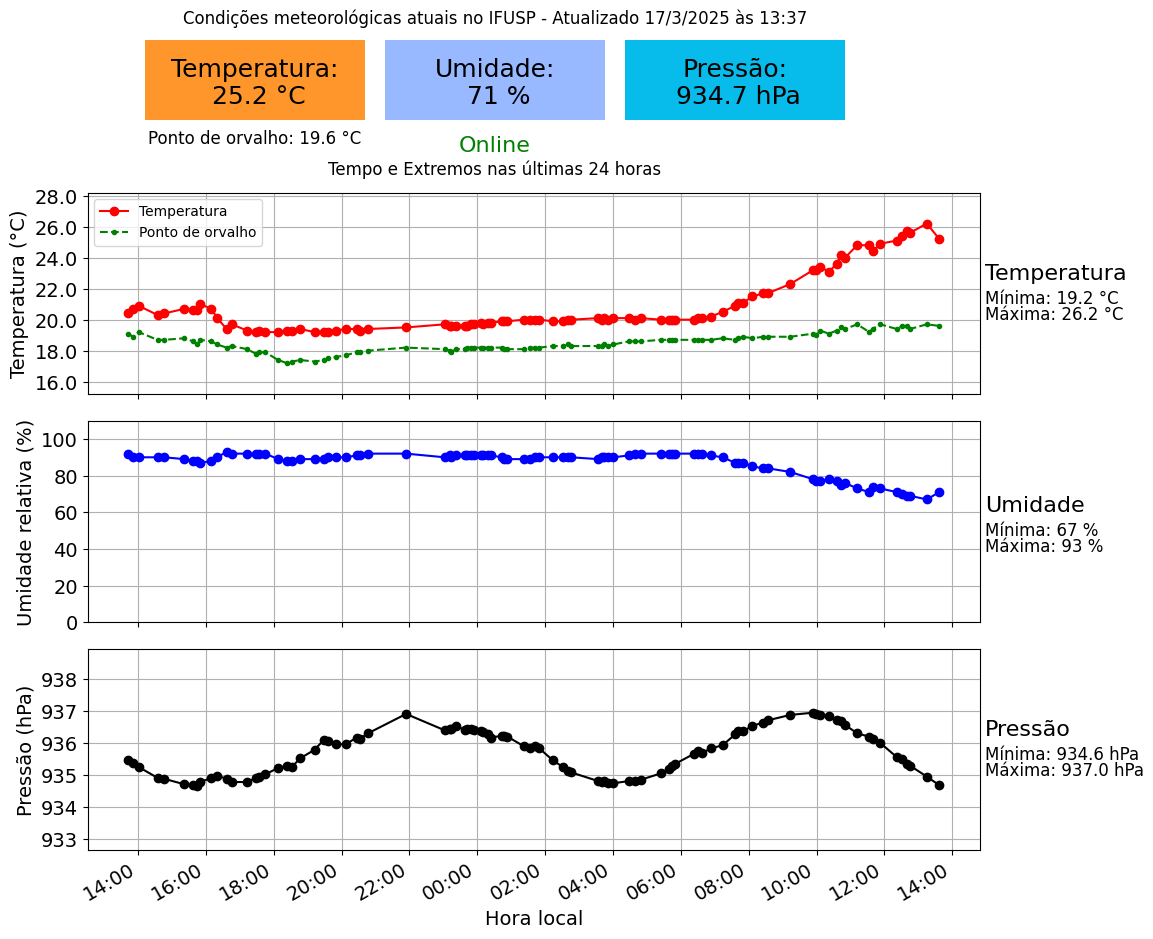 Condições meteorológicas atuais no IFUSP - Atualizado 17/3/2025 às 13:37
Temperatura:
25.2 °C
Umidade:
71 %
Pressão:
934.7 hPa
Ponto de orvalho: 19.6 °C
Online
Tempo e Extremos nas últimas 24 horas
Temperatura (°C)
28.0
26.0
24.0
22.0
20.0
18.0
16.0
Temperatura
Ponto de orvalho
Temperatura
Mínima: 19.2 °C
Máxima: 26.2 °C
Umidade relativa (%)
100
80
60
40
20
0
Umidade
Mínima: 67 %
Máxima: 93 %
Pressão (hPa)
938
937
936
935
934
933
Pressão
Mínima: 934.6 hPa
Máxima: 937.0 hPa
14:00 16:00 18:00 20:00 22:00 00:00 02:00 04:00 06:00 08:00 10:00 12:00 14:00
Hora local